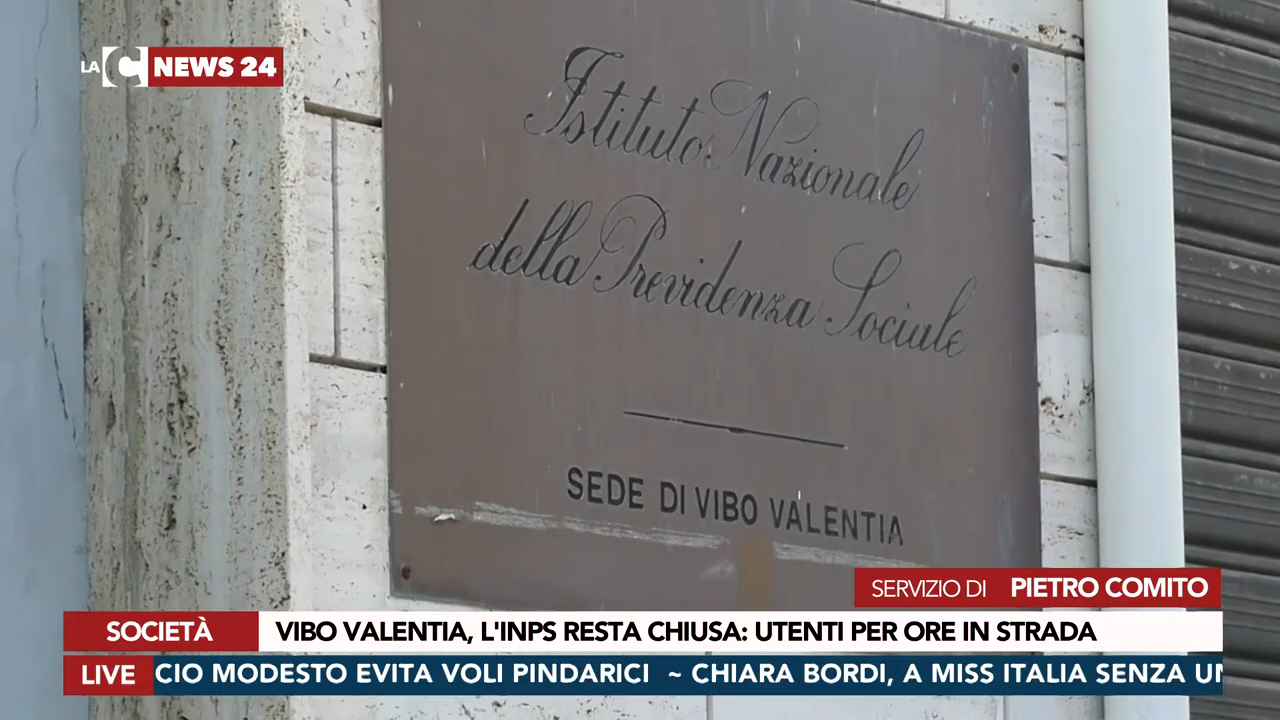 LA C NEWS 24
Istituto Nazionale
della Previdenza Sociale
SEDE DI VIBO VALENTIA
SERVIZIO DI PIETRO COMITO
SOCIETÀ VIBO VALENTIA, L'INPS RESTA CHIUSA: UTENTI PER ORE IN STRADA
LIVE CIO MODESTO EVITA VOLI PINDARICI ~ CHIARA BORDI, A MISS ITALIA SENZA